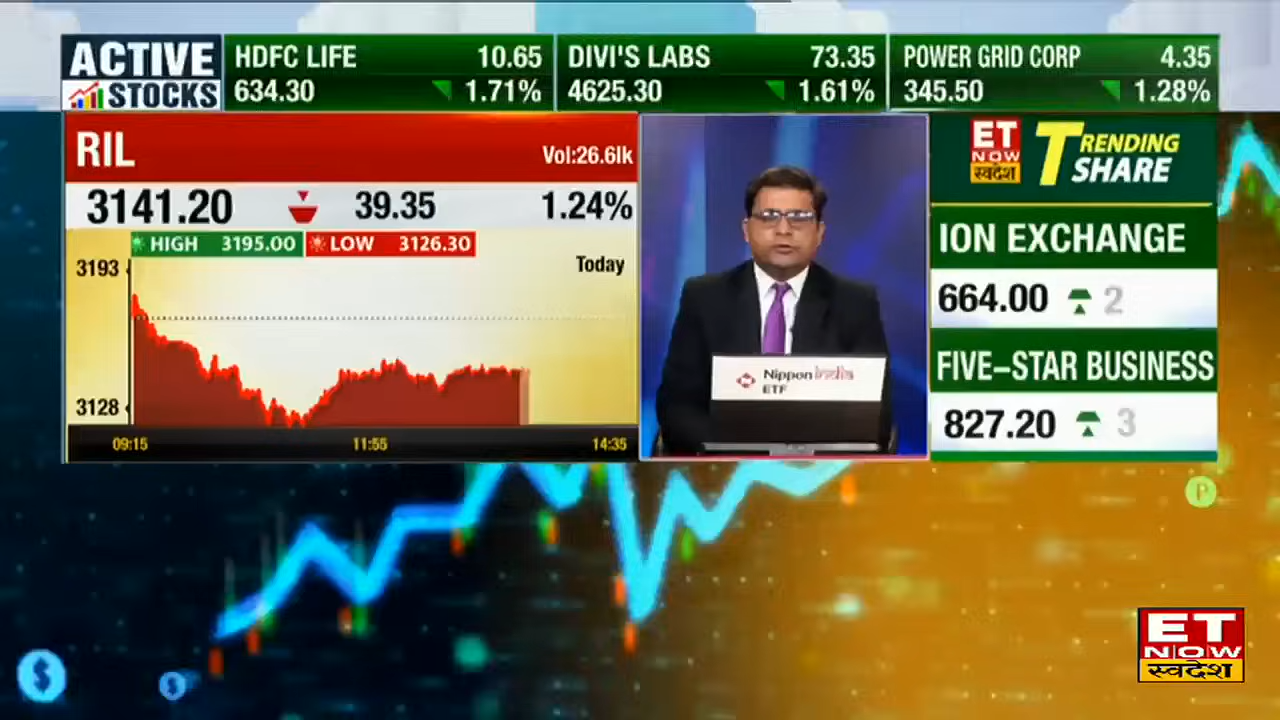 ACTIVE
STOCKS
HDFC LIFE 10.65
634.30 1.71%
DIVI'S LABS 73.35
4625.30 1.61%
POWER GRID CORP 4.35
345.50 1.28%
RIL Vol:26.6lk
3141.20 39.35 1.24%
HIGH 3195.00 LOW 3126.30
Today
3193
3128
09:15 11:55 14:35
Nippon india
ETF
ET
NOW
स्वदेश
TRENDING
SHARE
ION EXCHANGE
664.00 2
FIVE-STAR BUSINESS
827.20 3
P
ET
NOW
स्वदेश
$
$